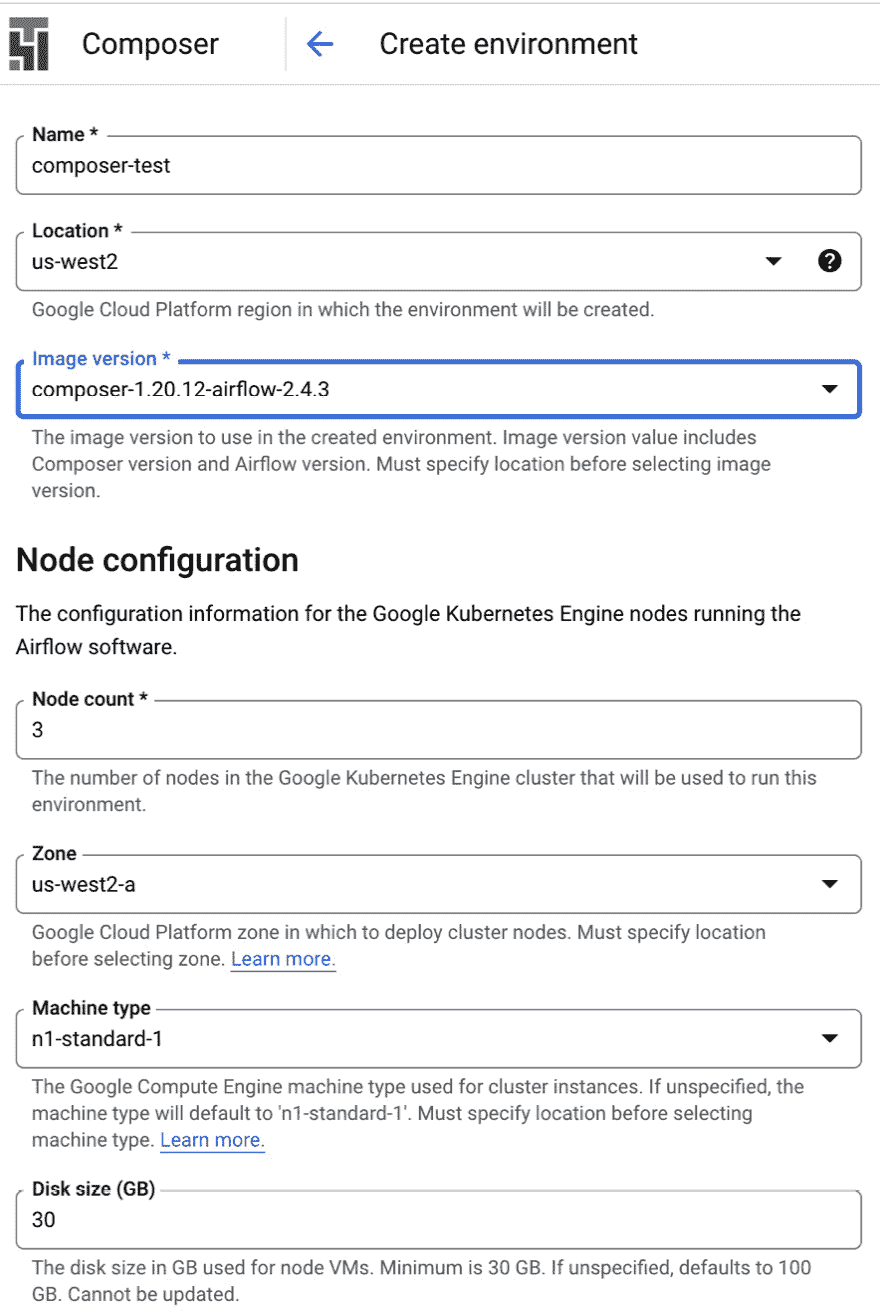 Composer
Create environment
Name *
composer-test
Location *
us-west2
Google Cloud Platform region in which the environment will be created.
Image version *
composer-1.20.12-airflow-2.4.3
The image version to use in the created environment. Image version value includes
Composer version and Airflow version. Must specify location before selecting image
version.
Node configuration
The configuration information for the Google Kubernetes Engine nodes running the
Airflow software.
Node count *
3
The number of nodes in the Google Kubernetes Engine cluster that will be used to run this
environment.
Zone
us-west2-a
Google Cloud Platform zone in which to deploy cluster nodes. Must specify location
before selecting zone. Learn more.
Machine type
n1-standard-1
The Google Compute Engine machine type used for cluster instances. If unspecified, the
machine type will default to 'n1-standard-1'. Must specify location before selecting
machine type. Learn more.
Disk size (GB)
30
The disk size in GB used for node VMs. Minimum is 30 GB. If unspecified, defaults to 100
GB. Cannot be updated.